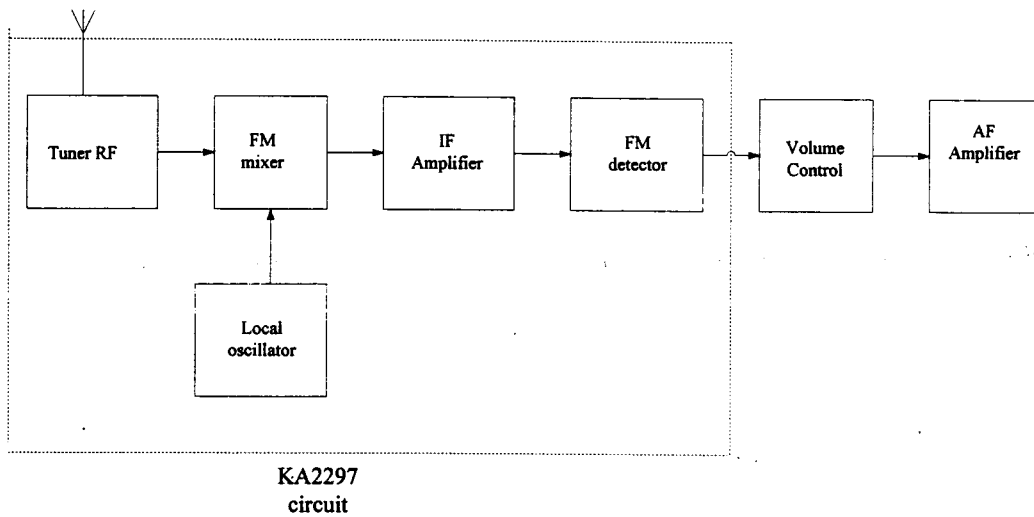 Tuner RF
FM
mixer
IF
Amplifier
FM
detector
Volume
Control
AF
Amplifier
Local
oscillator
KA2297
circuit